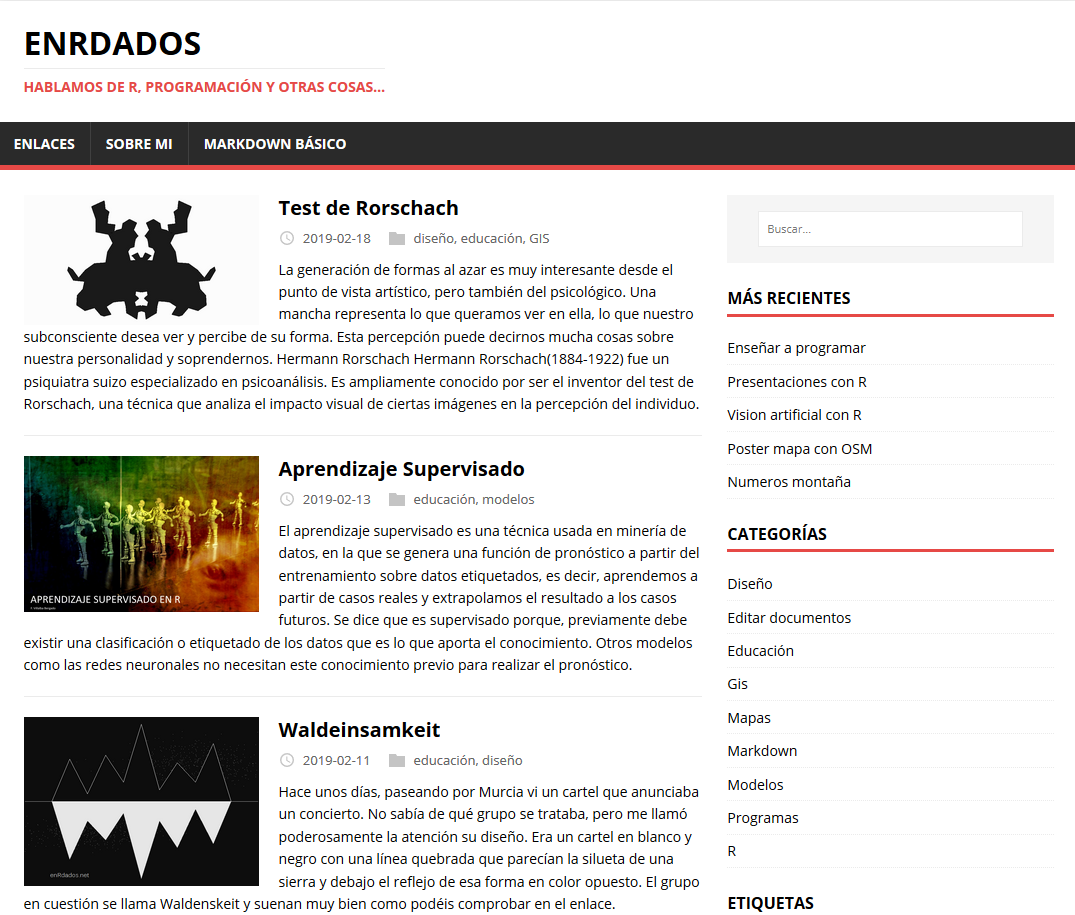 ENRDADOS
HABLAMOS DE R, PROGRAMACIÓN Y OTRAS COSAS...
ENLACES
SOBRE MI
MARKDOWN BÁSICO
Test de Rorschach
2019-02-18 diseño, educación, GIS
La generación de formas al azar es muy interesante desde el
punto de vista artístico, pero también del psicológico. Una
mancha representa lo que queramos ver en ella, lo que nuestro
subconsciente desea ver y percibe de su forma. Esta percepción puede decirnos mucha cosas sobre
nuestra personalidad y soprendernos. Hermann Rorschach Hermann Rorschach(1884-1922) fue un
psiquiatra suizo especializado en psicoanálisis. Es ampliamente conocido por ser el inventor del test de
Rorschach, una técnica que analiza el impacto visual de ciertas imágenes en la percepción del individuo.
APRENDIZAJE SUPERVISADO EN R
Aprendizaje Supervisado
2019-02-13 educación, modelos
El aprendizaje supervisado es una técnica usada en minería de
datos, en la que se genera una función de pronóstico a partir del
entrenamiento sobre datos etiquetados, es decir, aprendemos a
partir de casos reales y extrapolamos el resultado a los casos
futuros. Se dice que es supervisado porque, previamente debe
existir una clasificación o etiquetado de los datos que es lo que aporta el conocimiento. Otros modelos
como las redes neuronales no necesitan este conocimiento previo para realizar el pronóstico.
enRdados.net
Waldeinsamkeit
2019-02-11 educación, diseño
Hace unos días, paseando por Murcia vi un cartel que anunciaba
un concierto. No sabía de qué grupo se trataba, pero me llamó
poderosamente la atención su diseño. Era un cartel en blanco y
negro con una línea quebrada que parecían la silueta de una
sierra y debajo el reflejo de esa forma en color opuesto. El grupo
en cuestión se llama Waldenskeit y suenan muy bien como podéis comprobar en el enlace.
Buscar...
MÁS RECIENTES
Enseñar a programar
Presentaciones con R
Vision artificial con R
Poster mapa con OSM
Numeros montaña
CATEGORÍAS
Diseño
Editar documentos
Educación
Gis
Mapas
Markdown
Modelos
Programas
R
ETIQUETAS